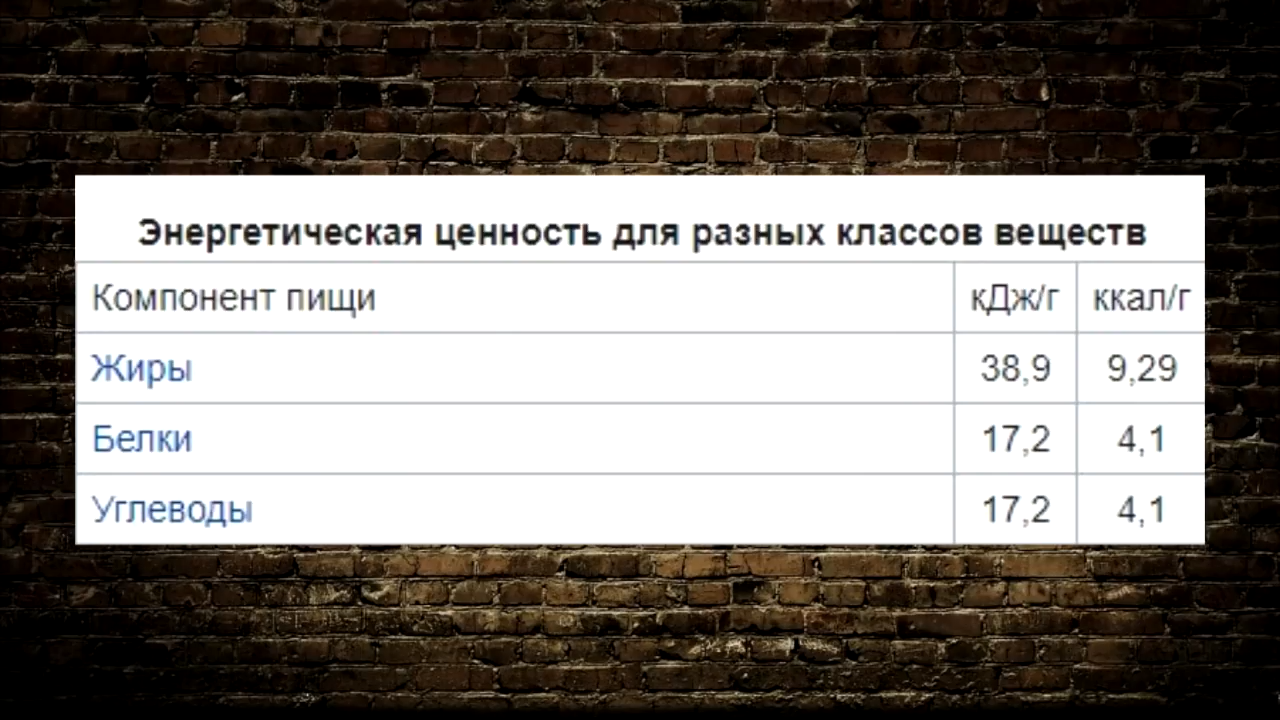 Энергетическая ценность для разных классов веществ
Компонент пищи кДж/г ккал/г
Жиры 38,9 9,29
Белки 17,2 4,1
Углеводы 17,2 4,1